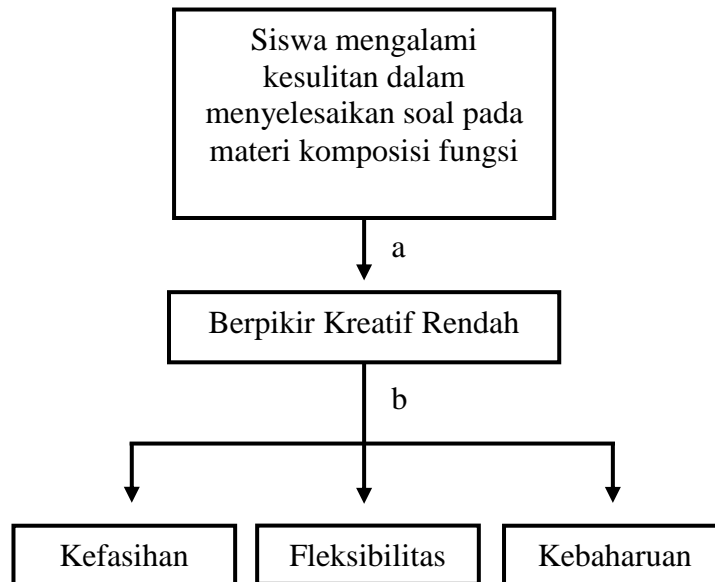 Siswa mengalami
kesulitan dalam
menyelesaikan soal pada
materi komposisi fungsi
a
Berpikir Kreatif Rendah
b
Kefasihan
Fleksibilitas
Kebaharuan